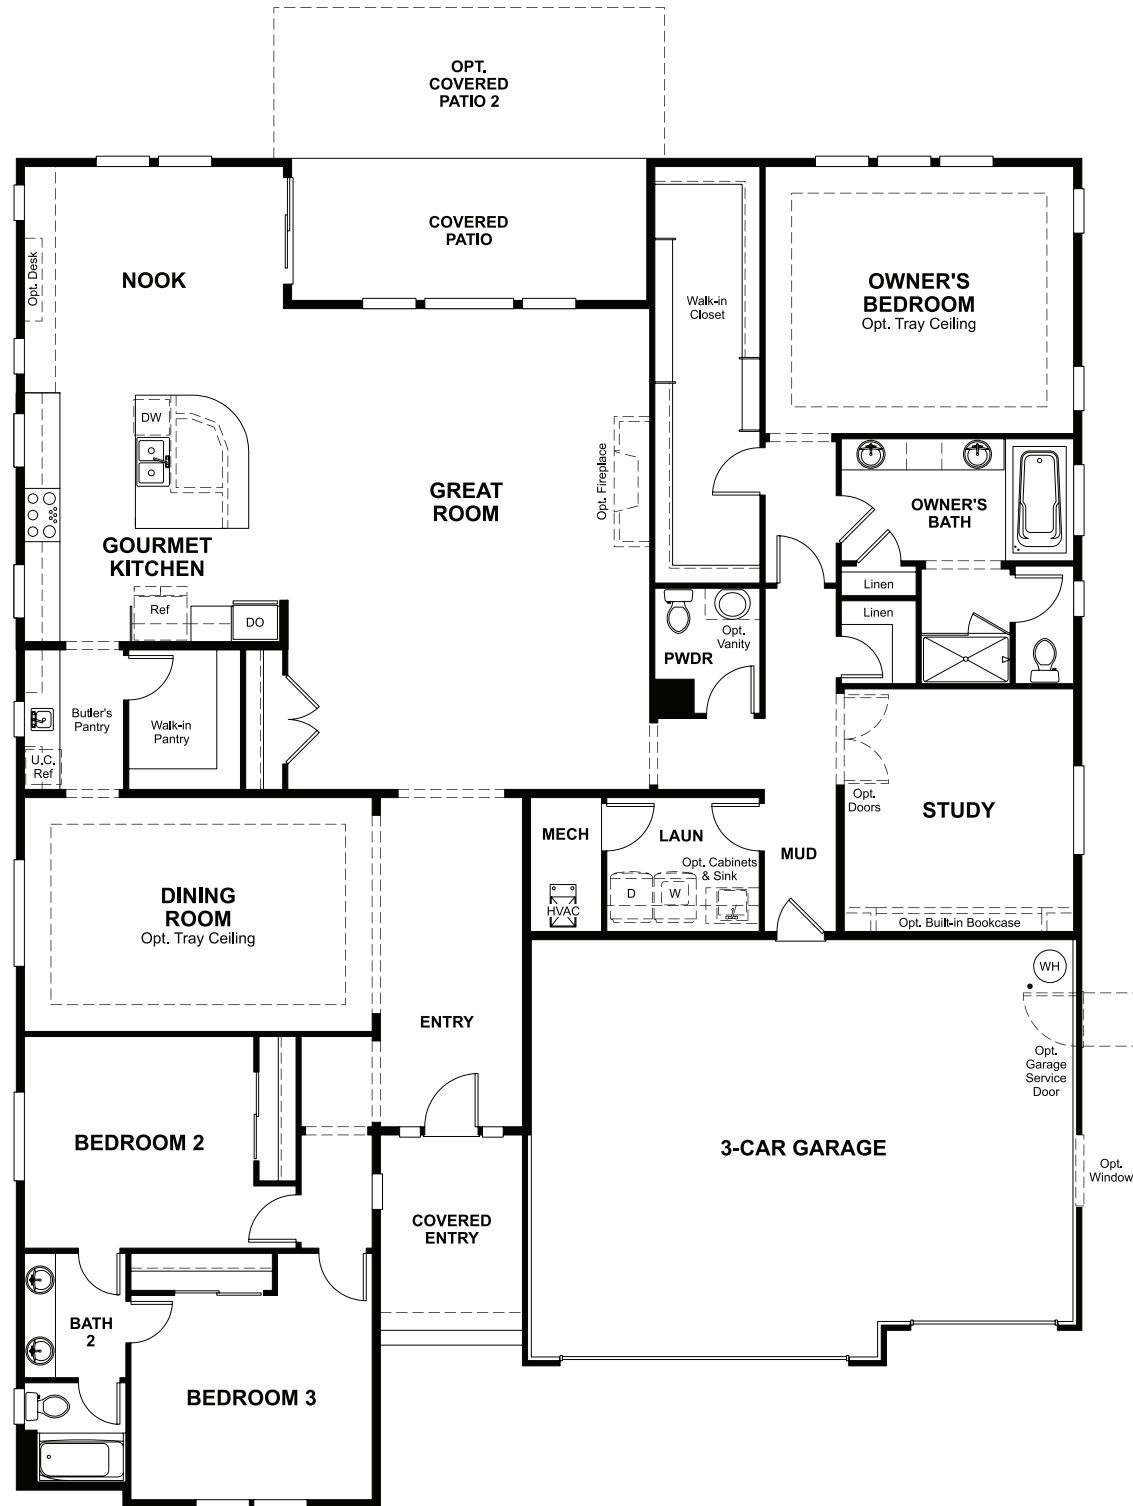 OPT.
COVERED
PATIO 2
COVERED
PATIO
NOOK
Opt. Desk
Walk-in
Closet
OWNER'S
BEDROOM
Opt. Tray Ceiling
DW
GREAT
ROOM
Opt. Fireplace
OWNER'S
BATH
GOURMET
KITCHEN
Ref
DO
Linen
Linen
Opt.
Vanity
PWDR
Butler's
Pantry
Walk-in
Pantry
U.C.
Ref
Opt.
Doors
STUDY
MECH
LAUN
MUD
Opt. Cabinets
& Sink
D
W
HVAC
Opt. Built-in Bookcase
DINING
ROOM
Opt. Tray Ceiling
WH
ENTRY
Opt.
Garage
Service
Door
BEDROOM 2
3-CAR GARAGE
Opt.
Window
COVERED
ENTRY
BATH
2
BEDROOM 3